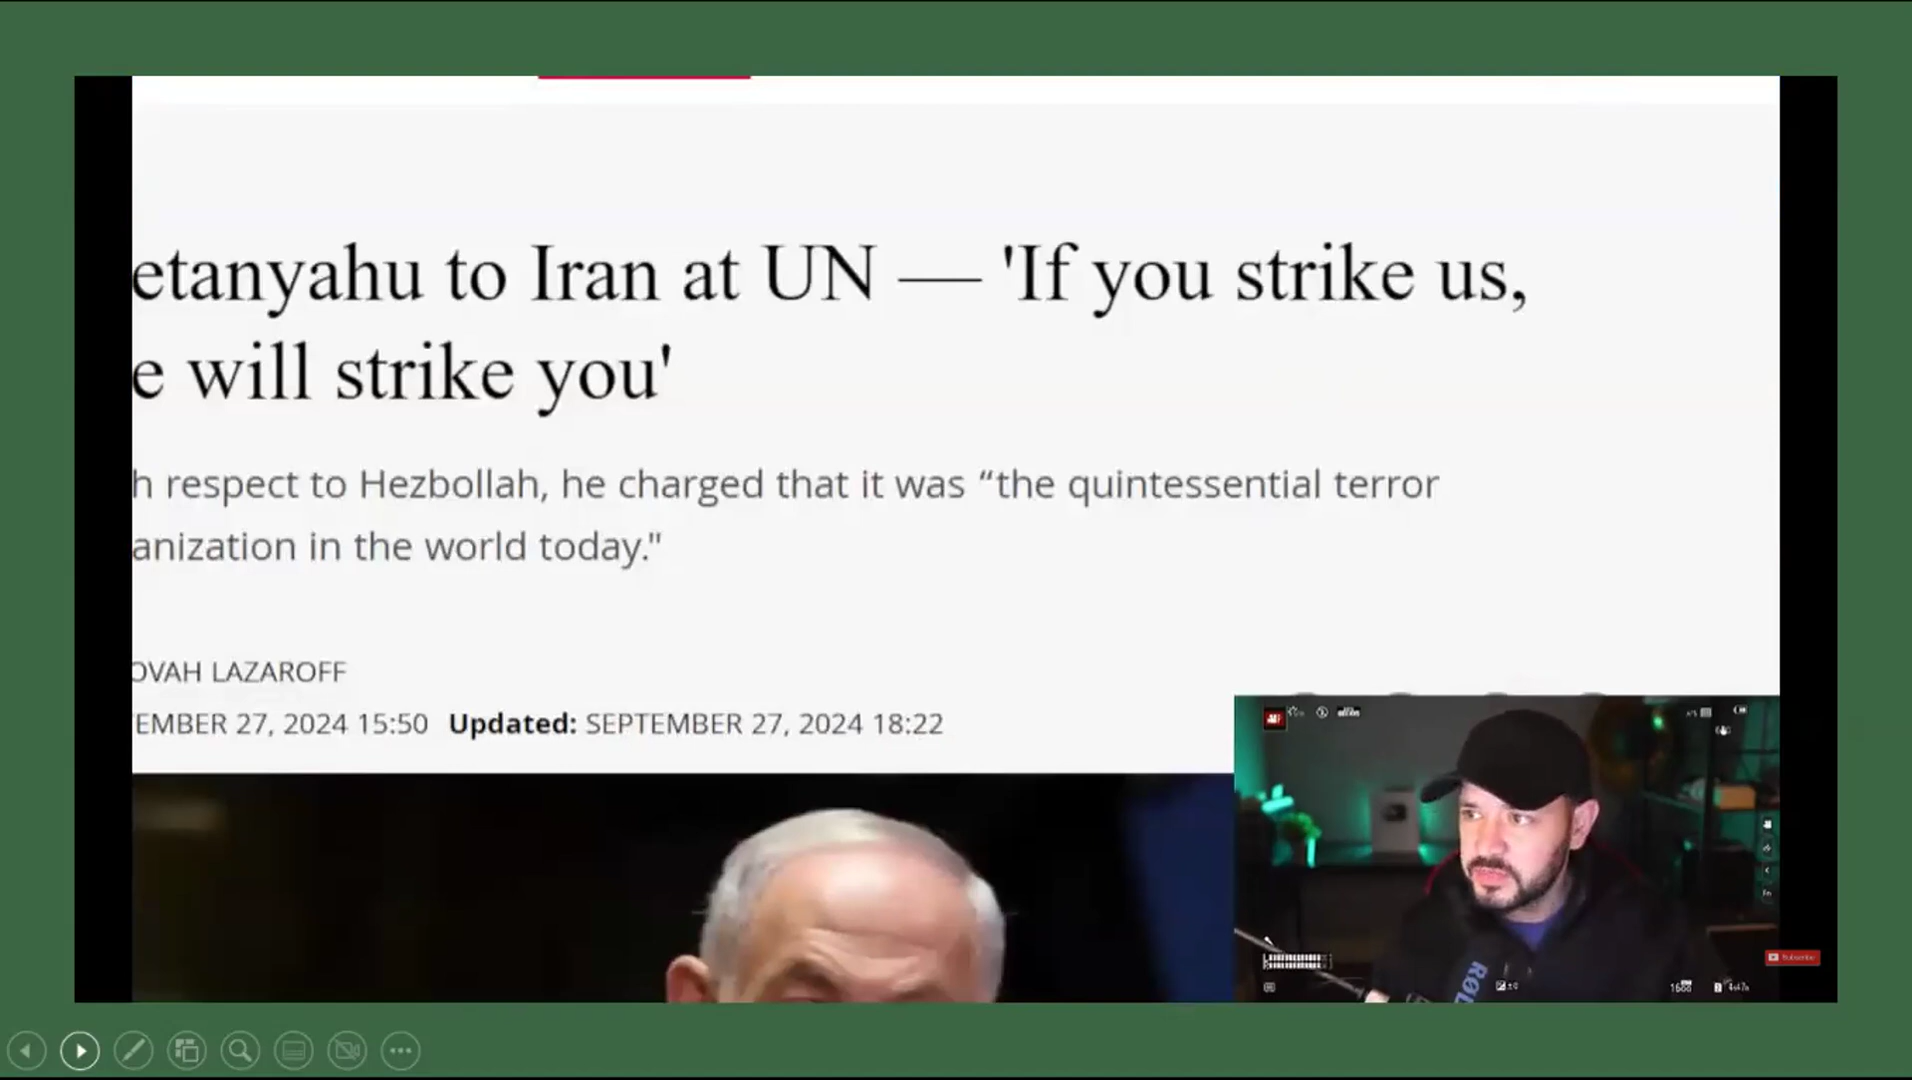 etanyahu to Iran at UN — 'If you strike us,
e will strike you'
h respect to Hezbollah, he charged that it was “the quintessential terror
anization in the world today."
OVAH LAZAROFF
EMBER 27, 2024 15:50 Updated: SEPTEMBER 27, 2024 18:22
RØD
Subscribe